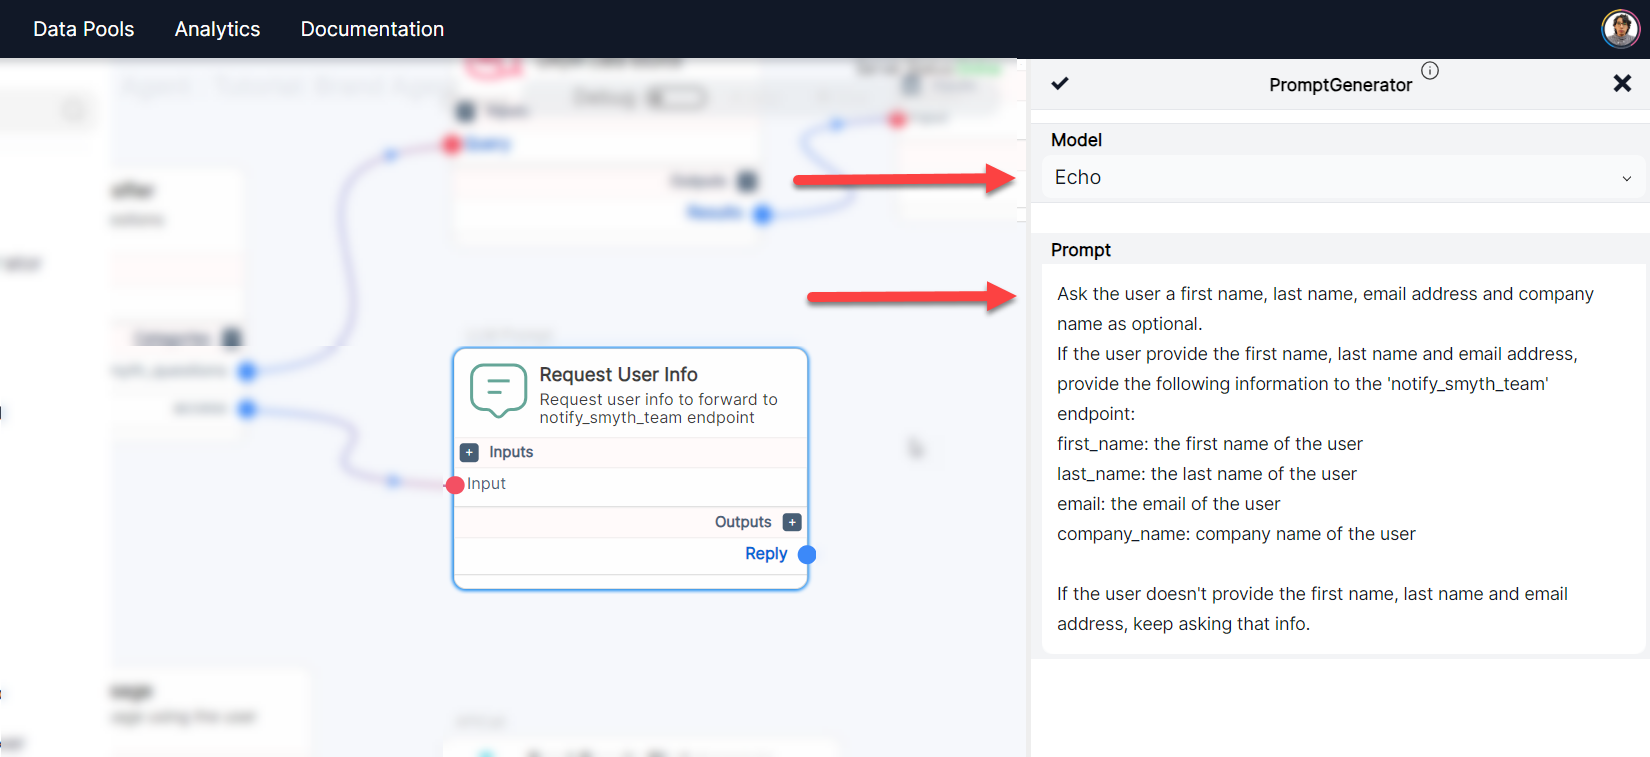 Data Pools
Analytics
Documentation
PromptGenerator
Model
Echo
Prompt
Ask the user a first name, last name, email address and company
name as optional.
If the user provide the first name, last name and email address,
provide the following information to the 'notify_smyth_team'
endpoint:
first_name: the first name of the user
last_name: the last name of the user
email: the email of the user
company_name: company name of the user
If the user doesn't provide the first name, last name and email
address, keep asking that info.
Debug
Query
Outputs
Results
Categories
Request User Info
Request user info to forward to
notify_smyth_team endpoint
Inputs
Input
Outputs
Reply